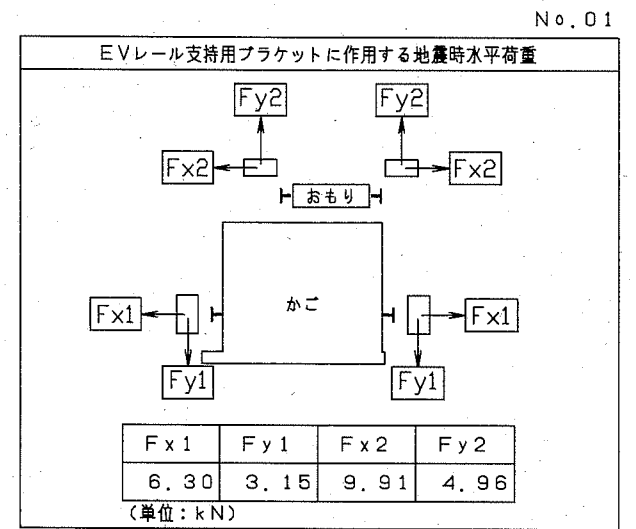 No.01
EVレール支持用ブラケットに作用する地震時水平荷重
Fy2 Fy2
Fx2 Fx2
おもり
かご
Fx1 Fx1
Fy1 Fy1
Fx1 Fy1 Fx2 Fy2
6.30 3.15 9.91 4.96
(単位:kN)